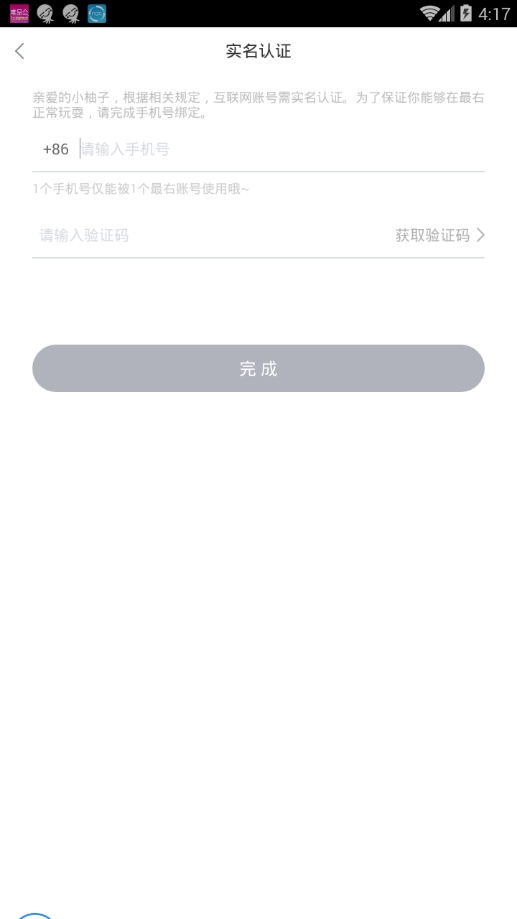 4:17
实名认证
亲爱的小柚子，根据相关规定，互联网账号需实名认证。为了保证你能够在最右
正常玩耍，请完成手机号绑定。
+86 请输入手机号
1个手机号仅能被1个最右账号使用哦~
请输入验证码 获取验证码
完成